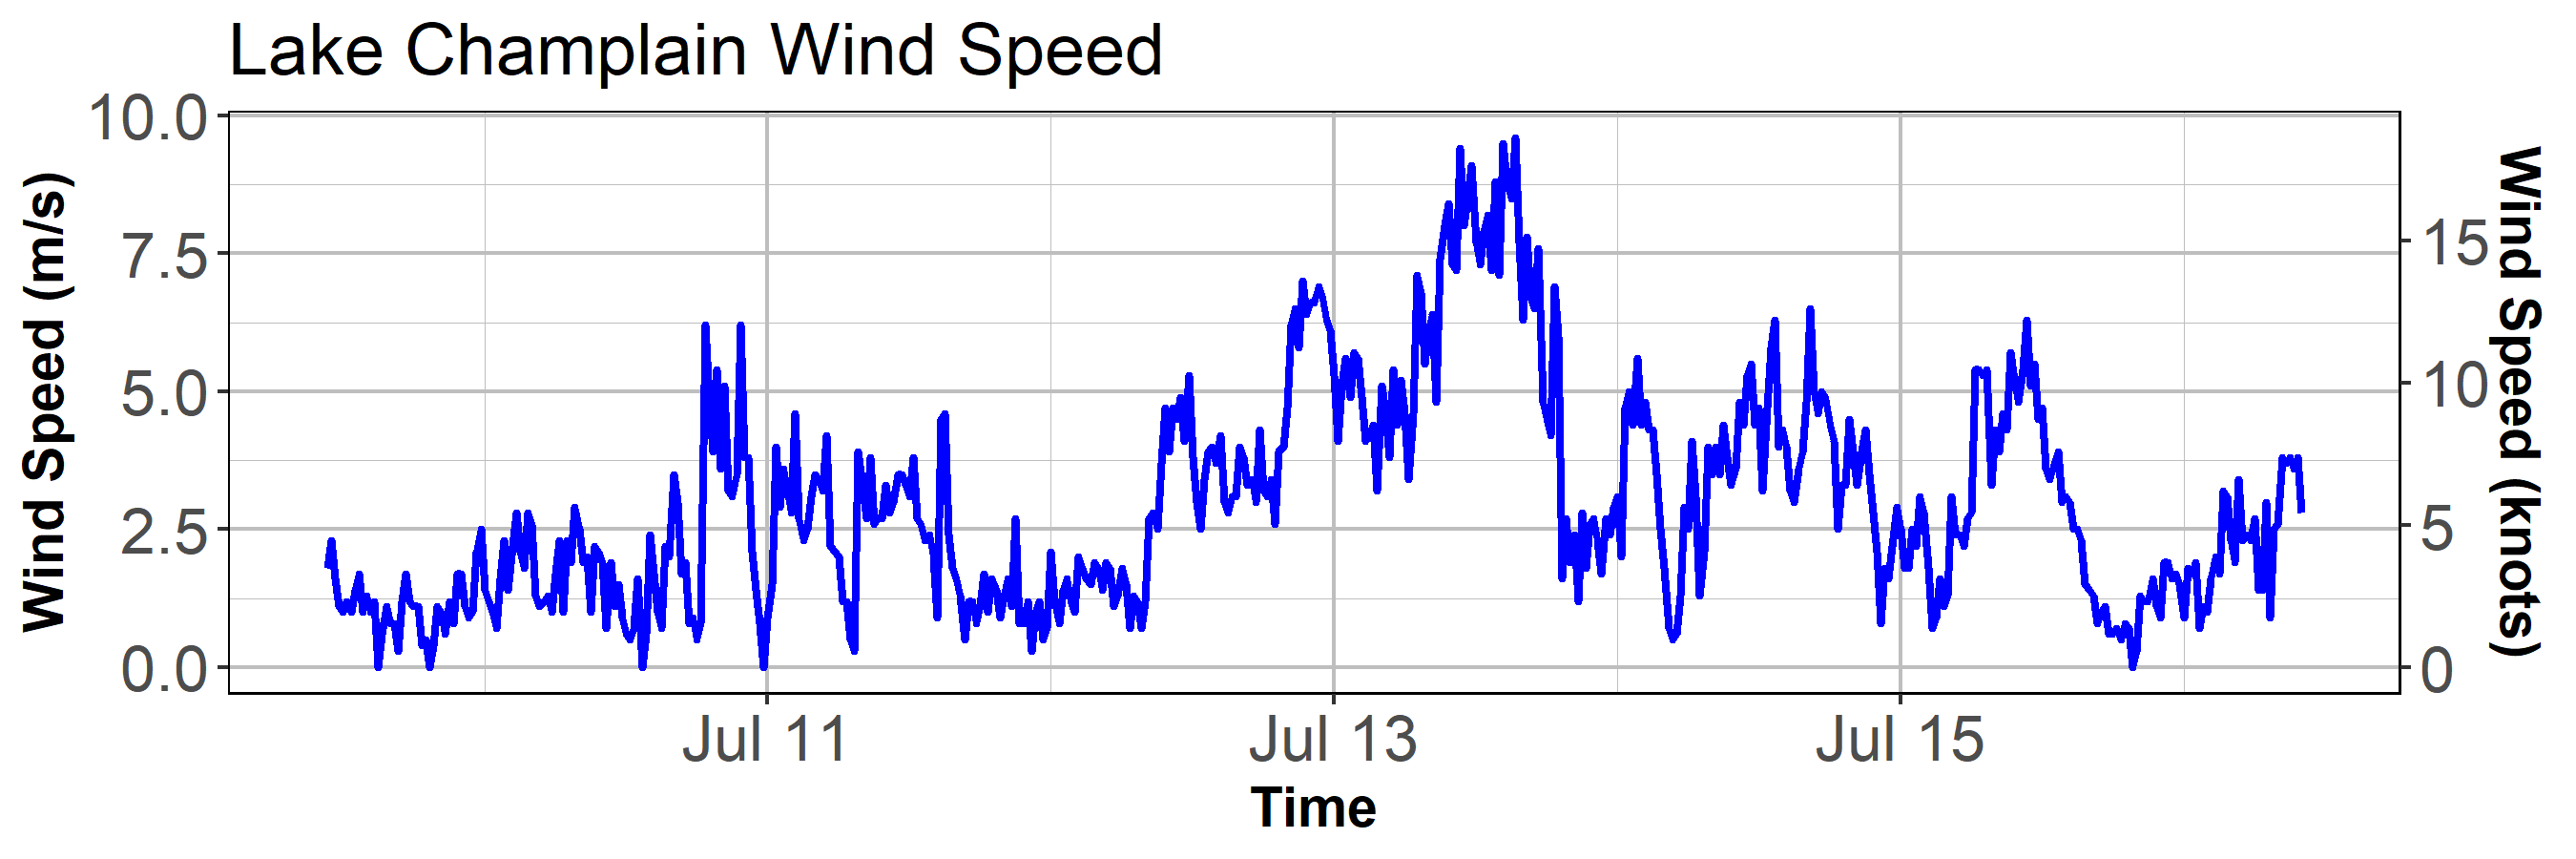 Lake Champlain Wind Speed
Wind Speed (m/s)
10.0
7.5
5.0
2.5
0.0
Wind Speed (knots)
15
10
5
0
Jul 11
Jul 13
Jul 15
Time